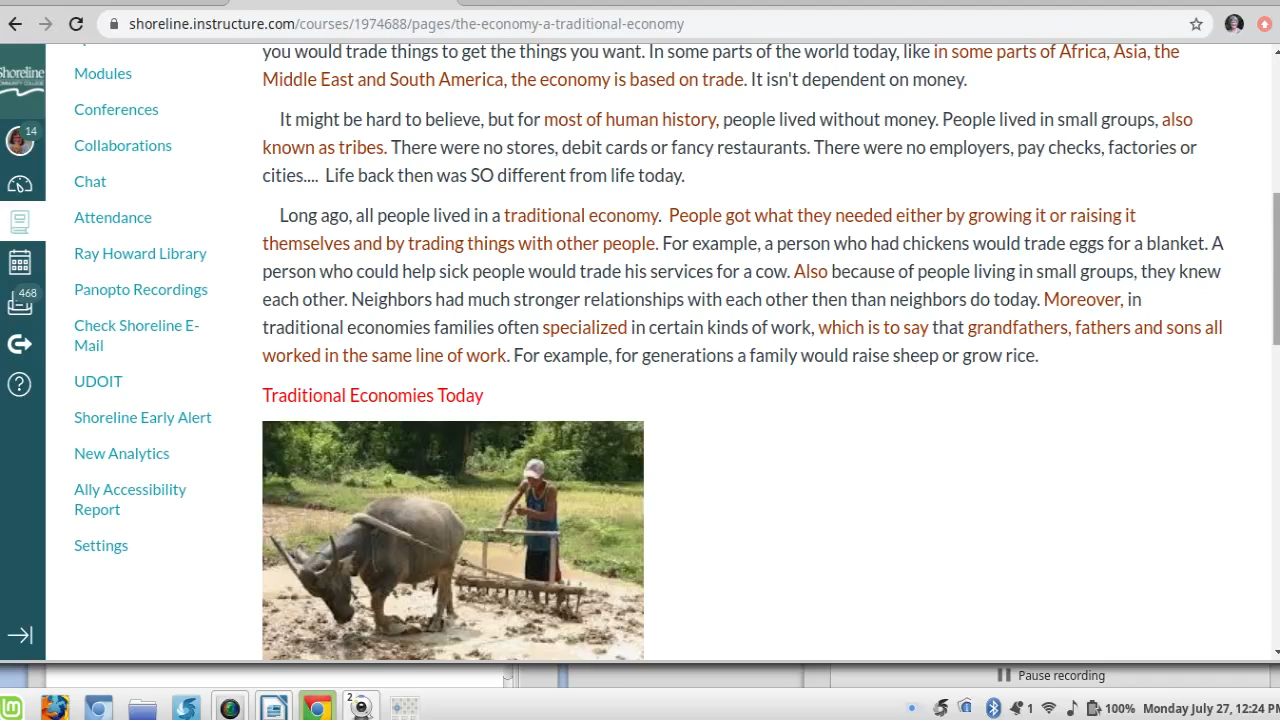 shoreline.instructure.com/courses/1974688/pages/the-economy-a-traditional-economy
Shoreline
COMMUNITY COLLEGE
14
468
Modules
Conferences
Collaborations
Chat
Attendance
Ray Howard Library
Panopto Recordings
Check Shoreline E-
Mail
UDOIT
Shoreline Early Alert
New Analytics
Ally Accessibility
Report
Settings
you would trade things to get the things you want. In some parts of the world today, like in some parts of Africa, Asia, the
Middle East and South America, the economy is based on trade. It isn't dependent on money.
It might be hard to believe, but for most of human history, people lived without money. People lived in small groups, also
known as tribes. There were no stores, debit cards or fancy restaurants. There were no employers, pay checks, factories or
cities.... Life back then was SO different from life today.
Long ago, all people lived in a traditional economy. People got what they needed either by growing it or raising it
themselves and by trading things with other people. For example, a person who had chickens would trade eggs for a blanket. A
person who could help sick people would trade his services for a cow. Also because of people living in small groups, they knew
each other. Neighbors had much stronger relationships with each other then than neighbors do today. Moreover, in
traditional economies families often specialized in certain kinds of work, which is to say that grandfathers, fathers and sons all
worked in the same line of work. For example, for generations a family would raise sheep or grow rice.
Traditional Economies Today
Pause recording
2
1
100%
Monday July 27, 12:24 PM